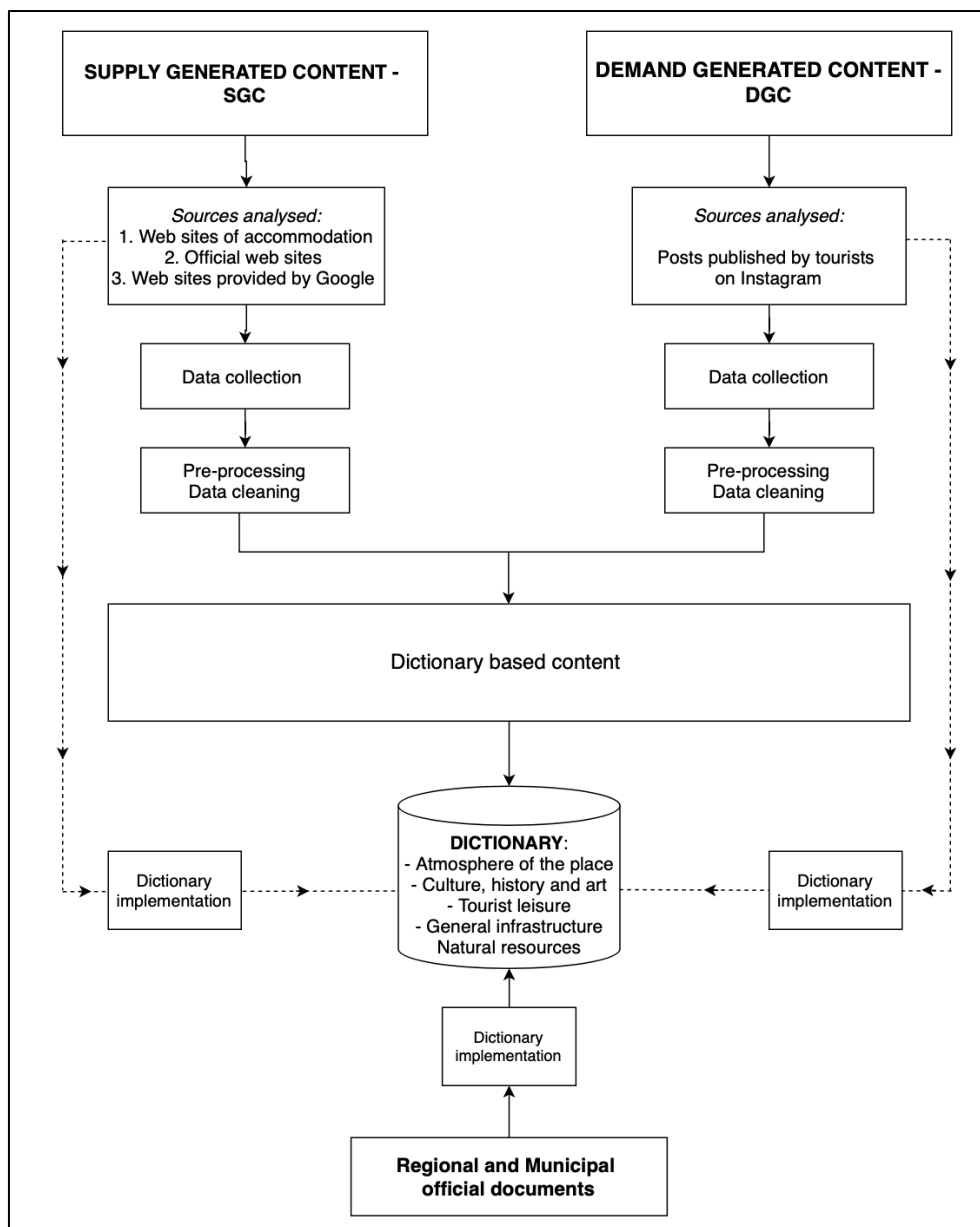 SUPPLY GENERATED CONTENT -
SGC
DEMAND GENERATED CONTENT -
DGC
Sources analysed:
1. Web sites of accommodation
2. Official web sites
3. Web sites provided by Google
Sources analysed:
Posts published by tourists
on Instagram
Data collection
Data collection
Pre-processing
Data cleaning
Pre-processing
Data cleaning
Dictionary based content
DICTIONARY:
- Atmosphere of the place
- Culture, history and art
- Tourist leisure
- General infrastructure
Natural resources
Dictionary
implementation
Dictionary
implementation
Dictionary
implementation
Regional and Municipal
official documents